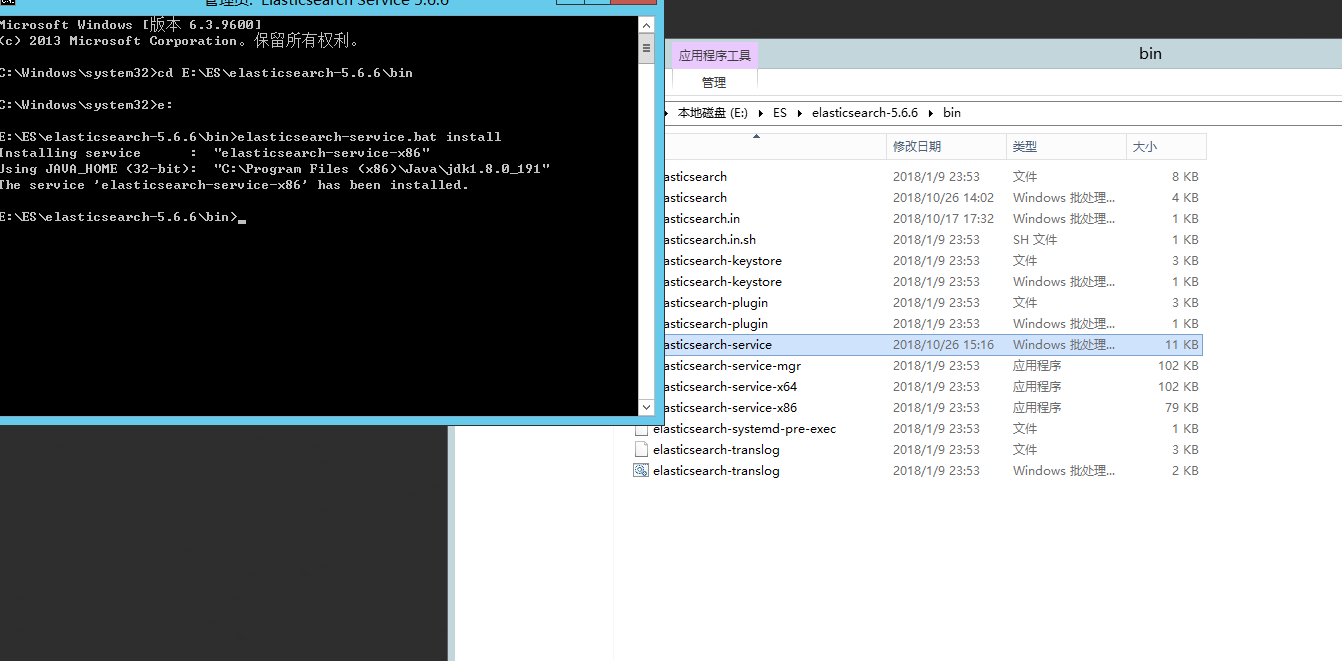 管理员: Elasticsearch Service 5.6.6
Microsoft Windows [版本 6.3.9600]
(c) 2013 Microsoft Corporation。保留所有权利。
C:\Windows\system32>cd E:\ES\elasticsearch-5.6.6\bin
C:\Windows\system32>e:
E:\ES\elasticsearch-5.6.6\bin>elasticsearch-service.bat install
Installing service      :  "elasticsearch-service-x86"
Using JAVA_HOME (32-bit):  "C:\Program Files (x86)\Java\jdk1.8.0_191"
The service 'elasticsearch-service-x86' has been installed.
E:\ES\elasticsearch-5.6.6\bin>
应用程序工具
bin
管理
本地磁盘 (E:) ES elasticsearch-5.6.6 bin
修改日期 类型 大小
asticsearch 2018/1/9 23:53 文件 8 KB
asticsearch 2018/10/26 14:02 Windows 批处理... 4 KB
asticsearch.in 2018/10/17 17:32 Windows 批处理... 1 KB
asticsearch.in.sh 2018/1/9 23:53 SH 文件 1 KB
asticsearch-keystore 2018/1/9 23:53 文件 3 KB
asticsearch-keystore 2018/1/9 23:53 Windows 批处理... 1 KB
asticsearch-plugin 2018/1/9 23:53 文件 3 KB
asticsearch-plugin 2018/1/9 23:53 Windows 批处理... 1 KB
asticsearch-service 2018/10/26 15:16 Windows 批处理... 11 KB
asticsearch-service-mgr 2018/1/9 23:53 应用程序 102 KB
asticsearch-service-x64 2018/1/9 23:53 应用程序 102 KB
asticsearch-service-x86 2018/1/9 23:53 应用程序 79 KB
elasticsearch-systemd-pre-exec 2018/1/9 23:53 文件 1 KB
elasticsearch-translog 2018/1/9 23:53 文件 3 KB
elasticsearch-translog 2018/1/9 23:53 Windows 批处理... 2 KB